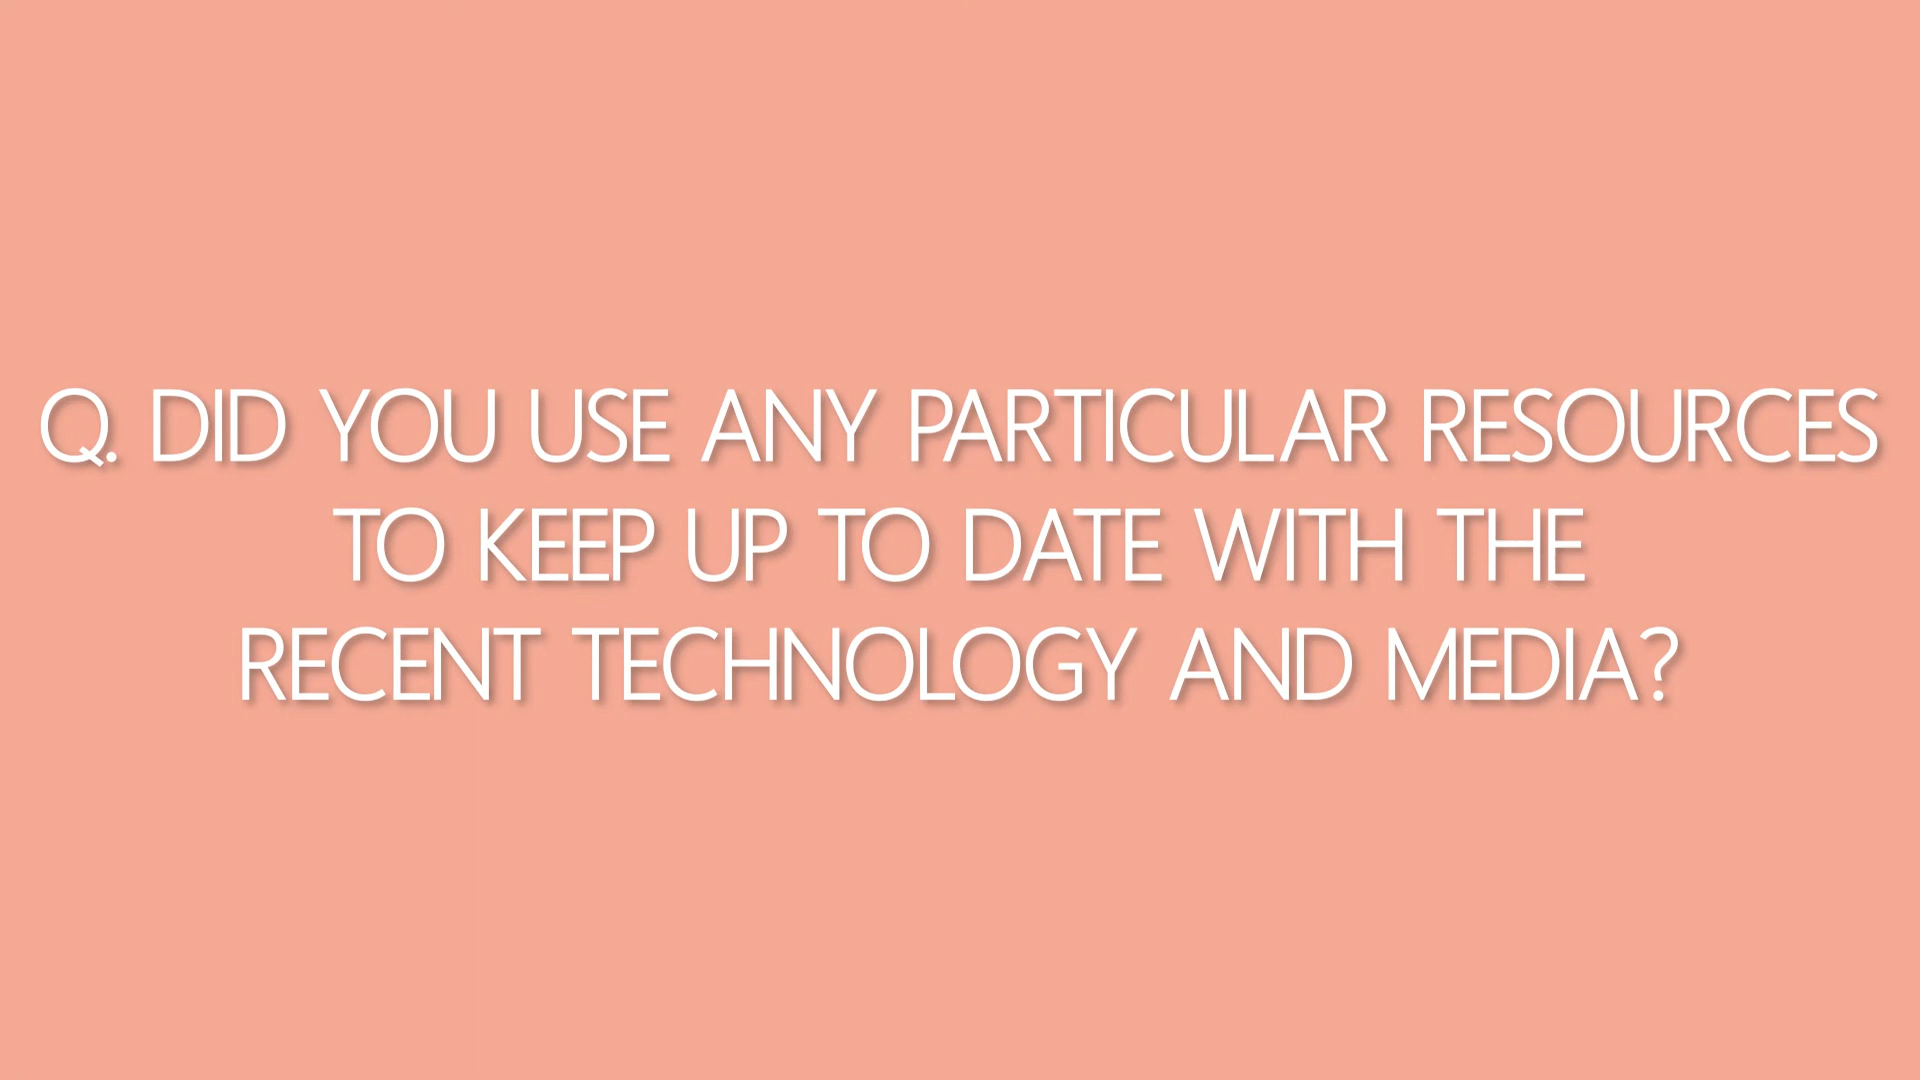 Q. DID YOU USE ANY PARTICULAR RESOURCES
TO KEEP UP TO DATE WITH THE
RECENT TECHNOLOGY AND MEDIA?